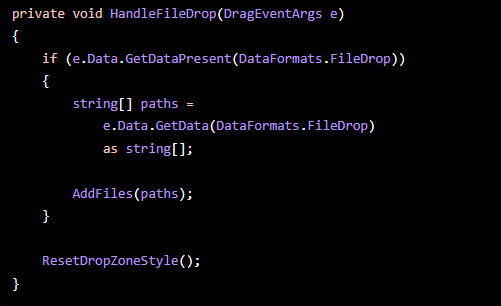 private void HandleFileDrop(DragEventArgs e)
{
    if (e.Data.GetDataPresent(DataFormats.FileDrop))
    {
        string[] paths =
            e.Data.GetData(DataFormats.FileDrop)
            as string[];

        AddFiles(paths);
    }

    ResetDropZoneStyle();
}